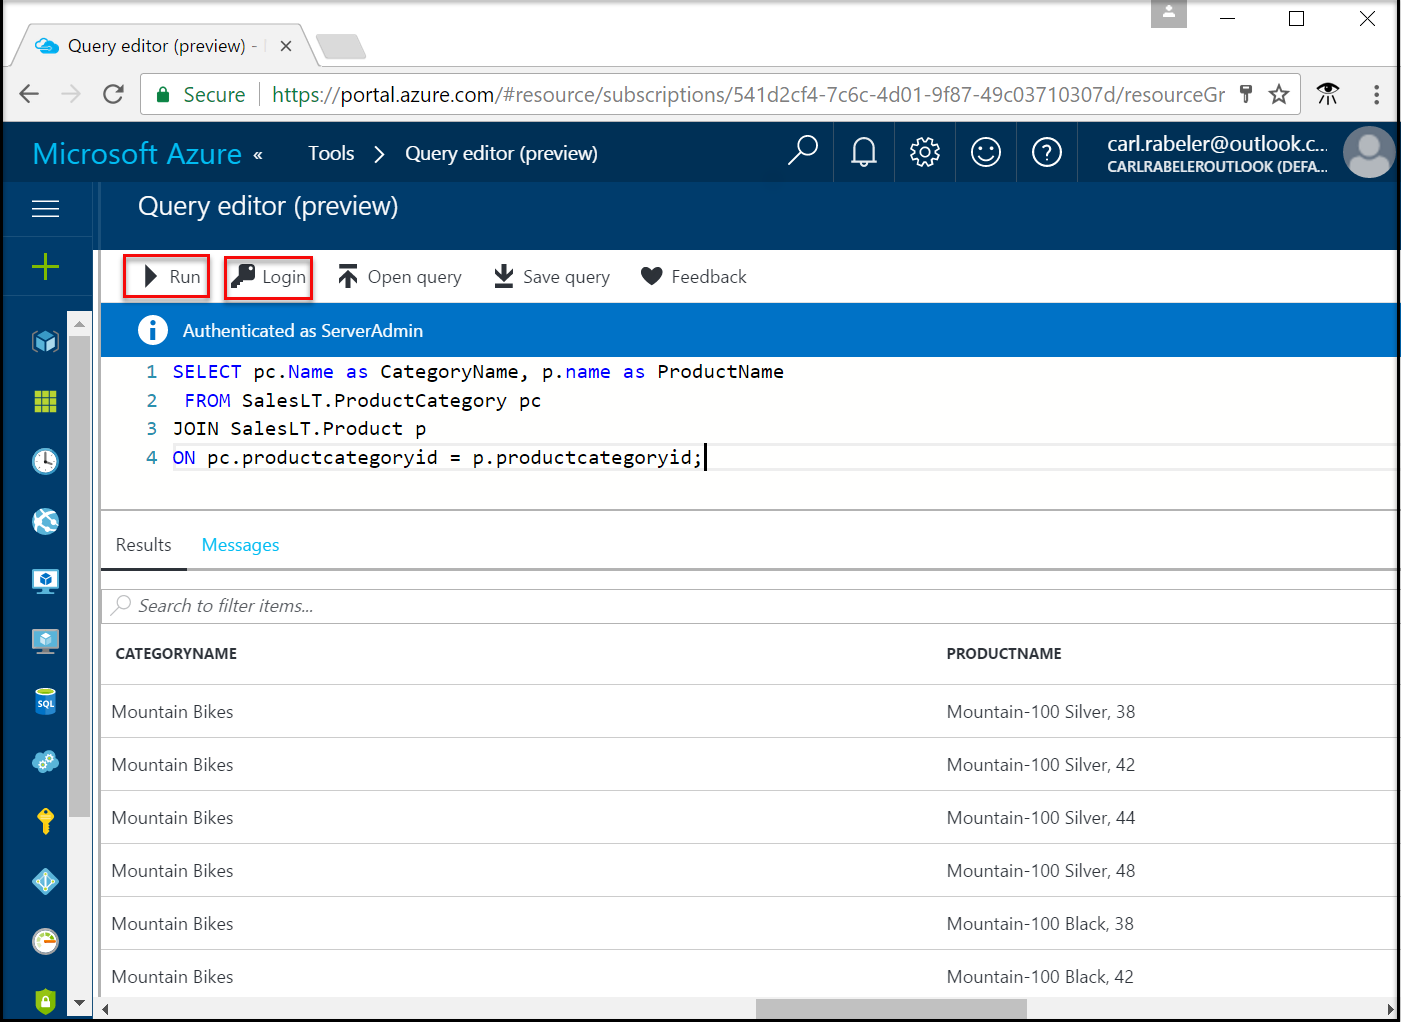 Query editor (preview) -
Secure https://portal.azure.com/#resource/subscriptions/541d2cf4-7c6c-4d01-9f87-49c03710307d/resourceGr
Microsoft Azure « Tools > Query editor (preview)
carl.rabeler@outlook.c...
CARLRABELEROUTLOOK (DEFA...
Query editor (preview)
Run Login Open query Save query Feedback
Authenticated as ServerAdmin
1 SELECT pc.Name as CategoryName, p.name as ProductName
2 FROM SalesLT.ProductCategory pc
3 JOIN SalesLT.Product p
4 ON pc.productcategoryid = p.productcategoryid;
Results Messages
Search to filter items...
CATEGORYNAME PRODUCTNAME
Mountain Bikes Mountain-100 Silver, 38
Mountain Bikes Mountain-100 Silver, 42
Mountain Bikes Mountain-100 Silver, 44
Mountain Bikes Mountain-100 Silver, 48
Mountain Bikes Mountain-100 Black, 38
Mountain Bikes Mountain-100 Black, 42
SQL